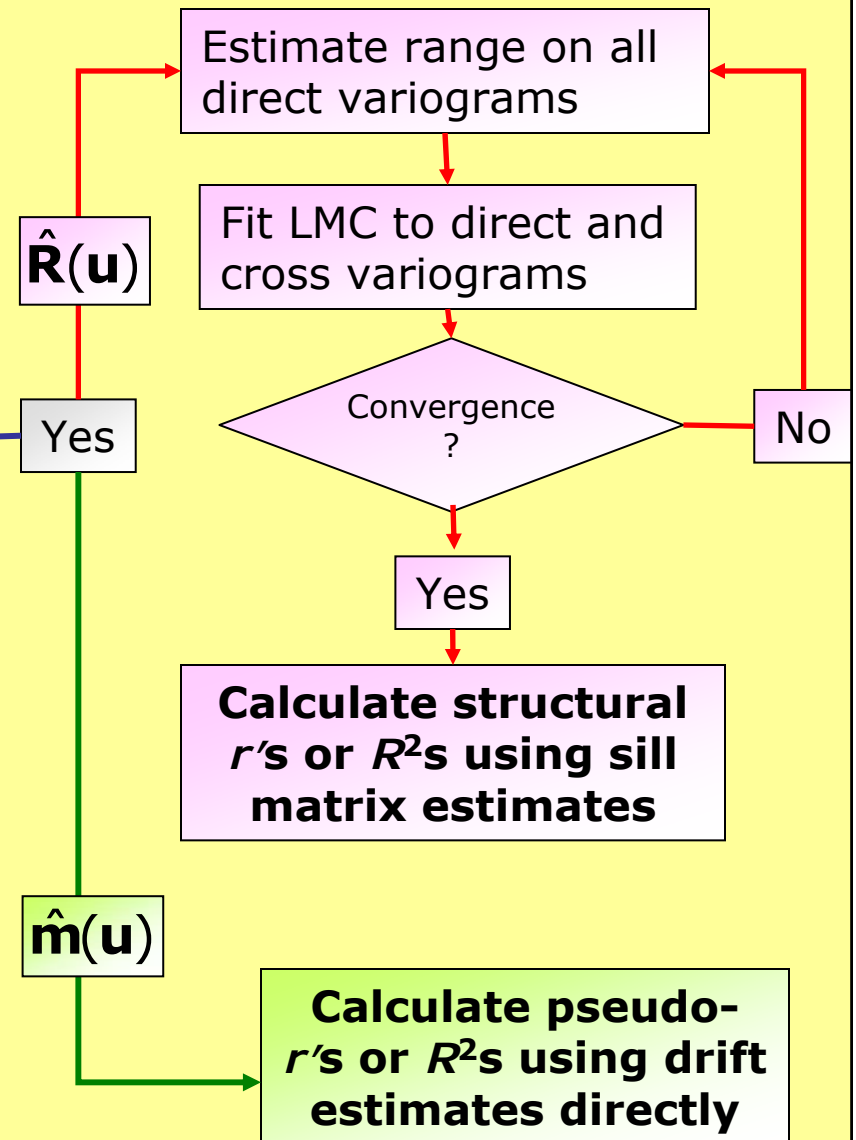 Estimate range on all
direct variograms
Fit LMC to direct and
cross variograms
R̂(u)
Convergence
?
Yes
No
Yes
Calculate structural
r's or R²s using sill
matrix estimates
m̂(u)
Calculate pseudo-
r's or R²s using drift
estimates directly